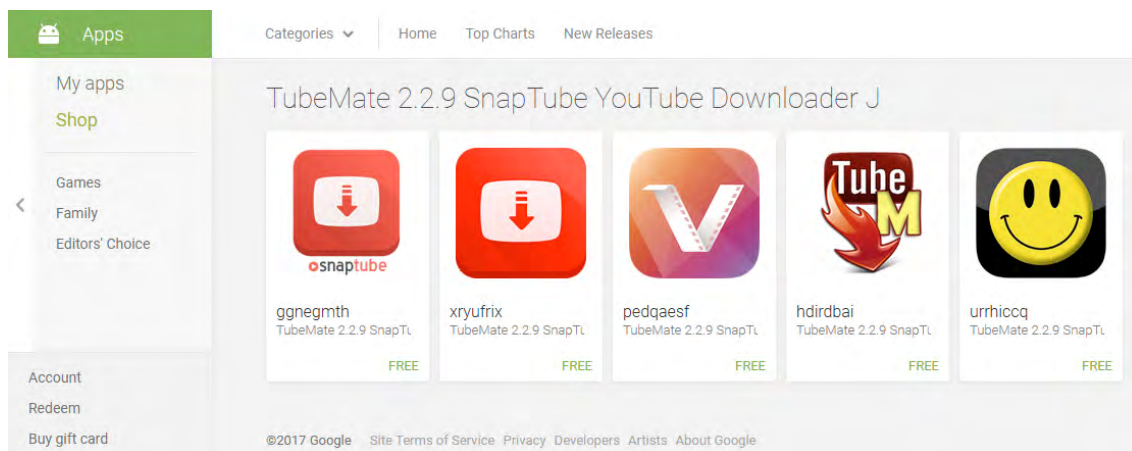 Apps
Categories Home Top Charts New Releases
My apps
Shop
Games
Family
Editors' Choice
Account
Redeem
Buy gift card
TubeMate 2.2.9 SnapTube YouTube Downloader J
snaptube
Tube
M
ggnegmth
TubeMate 2.2.9 SnapTu
FREE
xryufrix
TubeMate 2.2.9 SnapTu
FREE
pedqaesf
TubeMate 2.2.9 SnapTu
FREE
hdirdbai
TubeMate 2.2.9 SnapTu
FREE
urrhiccq
TubeMate 2.2.9 SnapTu
FREE
©2017 Google Site Terms of Service Privacy Developers Artists About Google